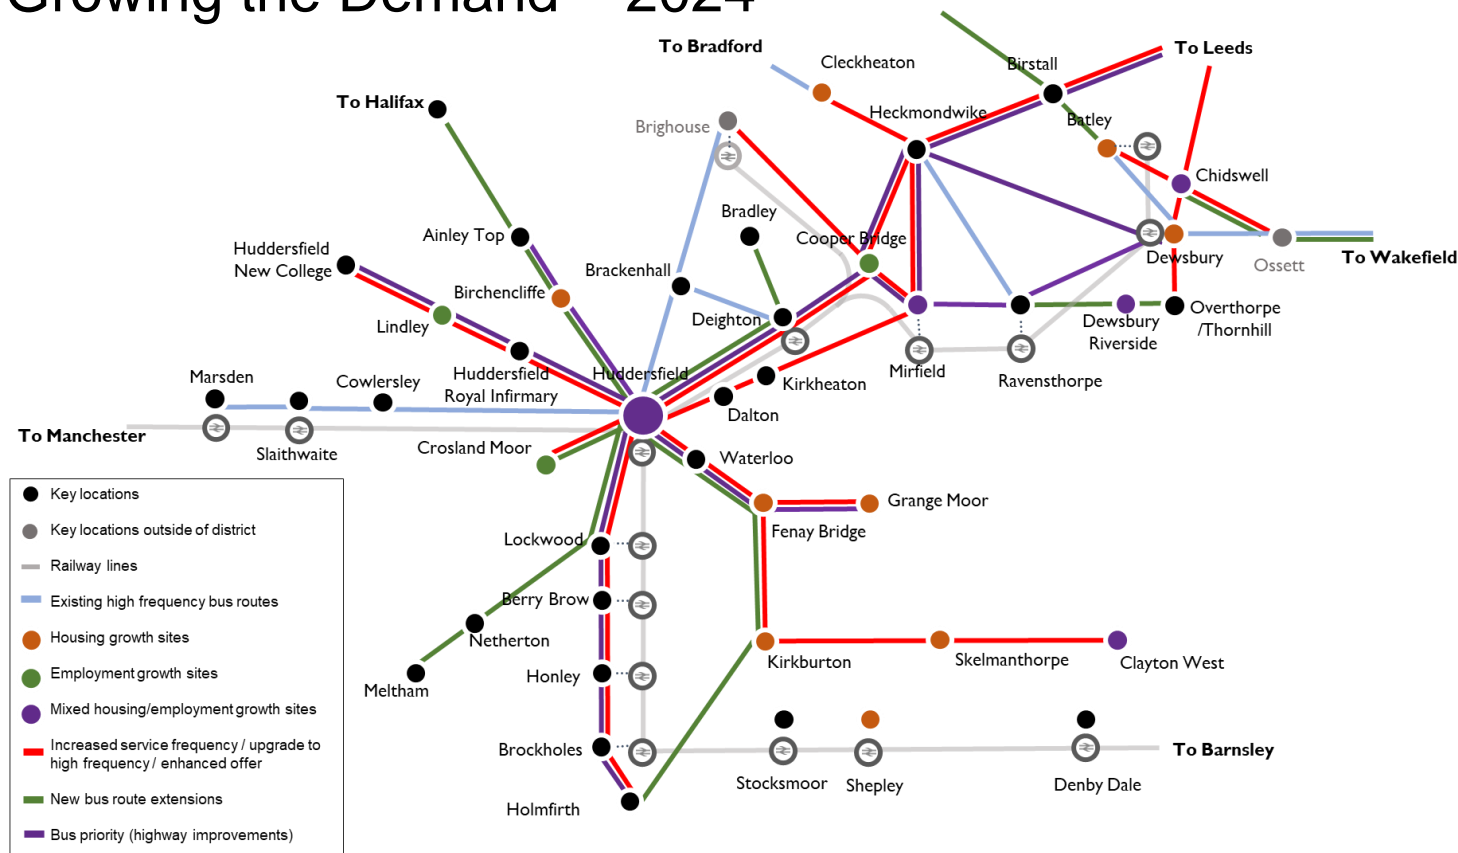 Growing the Demand – 2024
To Bradford
To Leeds
Cleckheaton
Birstall
To Halifax
Heckmondwike
Batley
Brighouse
Chidswell
Bradley
Ainley Top
Cooper Bridge
Huddersfield
New College
Brackenhall
Dewsbury
Ossett
To Wakefield
Birchencliffe
Lindley
Deighton
Overthorpe
/Thornhill
Dewsbury
Riverside
Huddersfield
Huddersfield
Royal Infirmary
Mirfield
Ravensthorpe
Marsden
Cowlersley
Kirkheaton
Dalton
To Manchester
Slaithwaite
Crosland Moor
Waterloo
Grange Moor
Fenay Bridge
Lockwood
Berry Brow
Netherton
Kirkburton
Skelmanthorpe
Clayton West
Honley
Meltham
Brockholes
To Barnsley
Stocksmoor
Shepley
Denby Dale
Holmfirth
Key locations
Key locations outside of district
Railway lines
Existing high frequency bus routes
Housing growth sites
Employment growth sites
Mixed housing/employment growth sites
Increased service frequency / upgrade to
high frequency / enhanced offer
New bus route extensions
Bus priority (highway improvements)